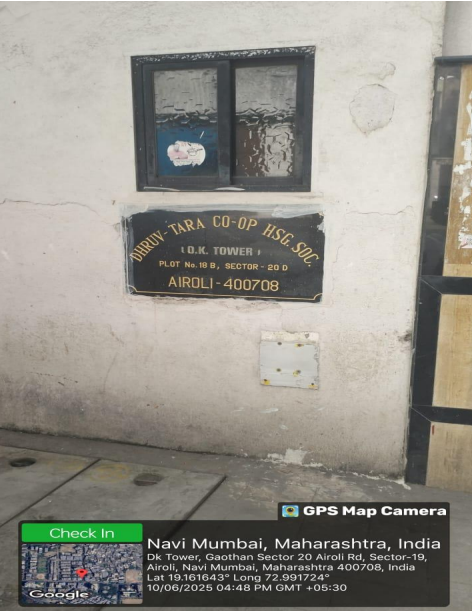 DHRUV-TARA CO-OP HSG. SOC.
( D.K. TOWER )
PLOT No. 18 B, SECTOR - 20 D
AIROLI - 400708
GPS Map Camera
Check In
Google
Navi Mumbai, Maharashtra, India
Dk Tower, Gaothan Sector 20 Airoli Rd, Sector-19,
Airoli, Navi Mumbai, Maharashtra 400708, India
Lat 19.161643° Long 72.991724°
10/06/2025 04:48 PM GMT +05:30